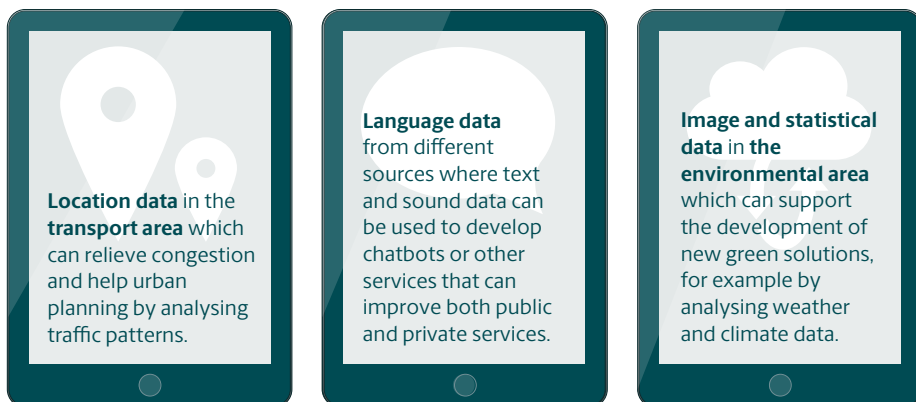 Location data in the
transport area which
can relieve congestion
and help urban
planning by analysing
traffic patterns.
Language data
from different
sources where text
and sound data can
be used to develop
chatbots or other
services that can
improve both public
and private services.
Image and statistical
data in the
environmental area
which can support
the development of
new green solutions,
for example by
analysing weather
and climate data.